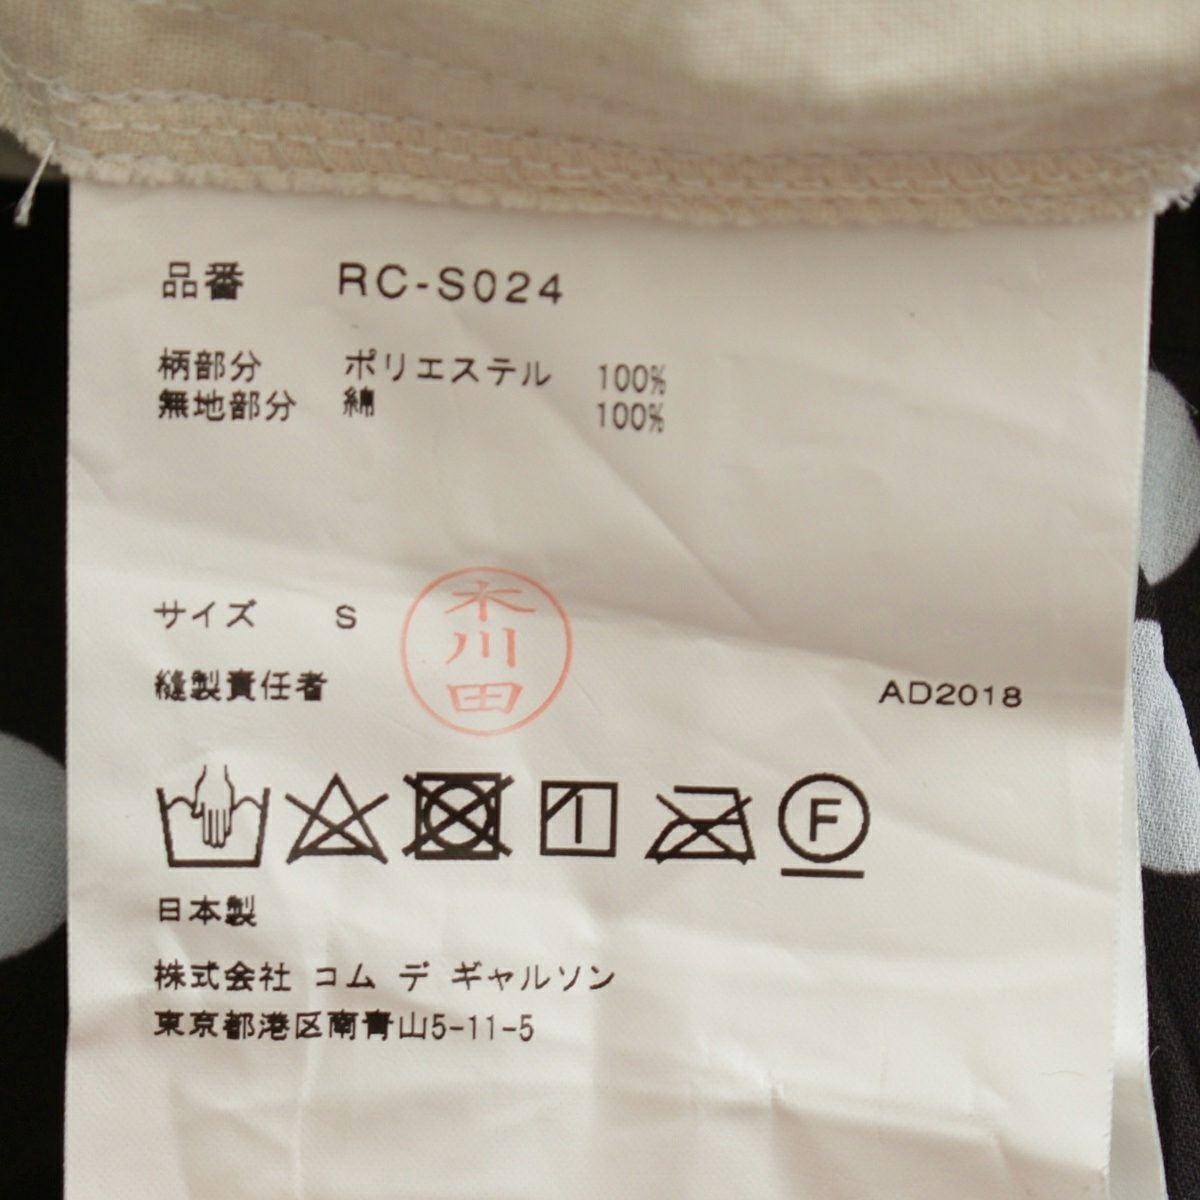 品番 RC-S024
柄部分 ポリエステル 100%
無地部分 綿 100%
サイズ S
木川田
縫製責任者
AD2018
F
日本製
株式会社 コム デ ギャルソン
東京都港区南青山5-11-5